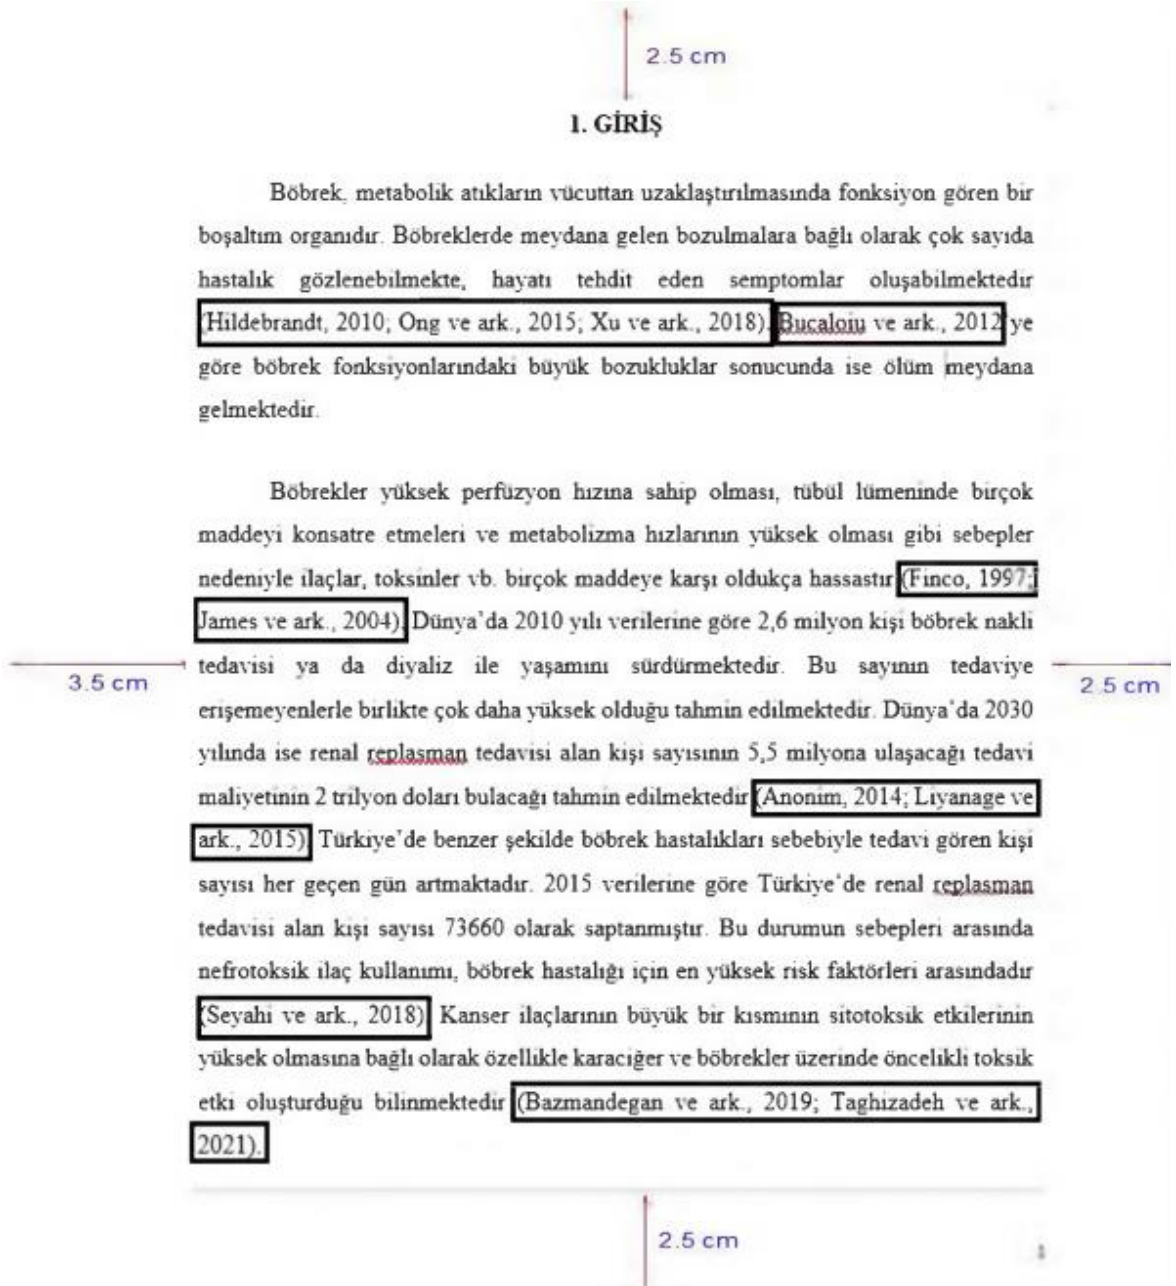 2.5 cm
1. GİRİŞ
Böbrek, metabolik atıkların vücuttan uzaklaştırılmasında fonksiyon gören bir
boşaltım organıdır. Böbreklerde meydana gelen bozulmalara bağlı olarak çok sayıda
hastalık gözlenebilmekte, hayatı tehdit eden semptomlar oluşabilmektedir
(Hildebrandt, 2010; Ong ve ark., 2015; Xu ve ark., 2018). Bucaloiu ve ark., 2012'ye
göre böbrek fonksiyonlarındaki büyük bozukluklar sonucunda ise ölüm meydana
gelmektedir.
Böbrekler yüksek perfüzyon hızına sahip olması, tübül lümeninde birçok
maddeyi konsatre etmeleri ve metabolizma hızlarının yüksek olması gibi sebepler
nedeniyle ilaçlar, toksinler vb. birçok maddeye karşı oldukça hassastır (Finco, 1997;
James ve ark., 2004). Dünya'da 2010 yılı verilerine göre 2,6 milyon kişi böbrek nakli
tedavisi ya da diyaliz ile yaşamını sürdürmektedir. Bu sayının tedaviye
3.5 cm
2.5 cm
erişemeyenlerle birlikte çok daha yüksek olduğu tahmin edilmektedir. Dünya'da 2030
yılında ise renal replasman tedavisi alan kişi sayısının 5,5 milyona ulaşacağı tedavi
maliyetinin 2 trilyon doları bulacağı tahmin edilmektedir (Anonim, 2014; Liyanage ve
ark., 2015) Türkiye'de benzer şekilde böbrek hastalıkları sebebiyle tedavi gören kişi
sayısı her geçen gün artmaktadır. 2015 verilerine göre Türkiye'de renal replasman
tedavisi alan kişi sayısı 73660 olarak saptanmıştır. Bu durumun sebepleri arasında
nefrotoksik ilaç kullanımı, böbrek hastalığı için en yüksek risk faktörleri arasındadır
(Seyahi ve ark., 2018) Kanser ilaçlarının büyük bir kısmının sitotoksik etkilerinin
yüksek olmasına bağlı olarak özellikle karaciğer ve böbrekler üzerinde öncelikli toksik
etki oluşturduğu bilinmektedir (Bazmandegan ve ark., 2019; Taghizadeh ve ark.,
2021).
2.5 cm
1